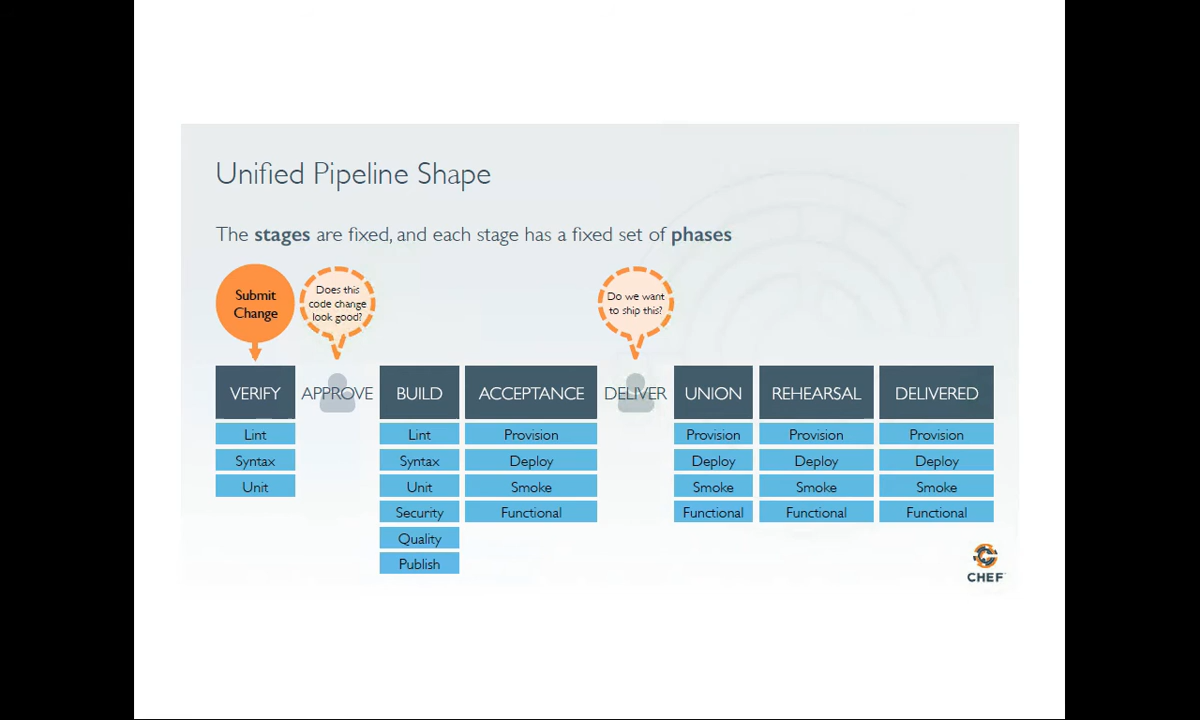 Unified Pipeline Shape
The stages are fixed, and each stage has a fixed set of phases
Submit
Change
Does this
code change
look good?
Do we want
to ship this?
VERIFY
Lint
Syntax
Unit
APPROVE
BUILD
Lint
Syntax
Unit
Security
Quality
Publish
ACCEPTANCE
Provision
Deploy
Smoke
Functional
DELIVER
UNION
Provision
Deploy
Smoke
Functional
REHEARSAL
Provision
Deploy
Smoke
Functional
DELIVERED
Provision
Deploy
Smoke
Functional
CHEF